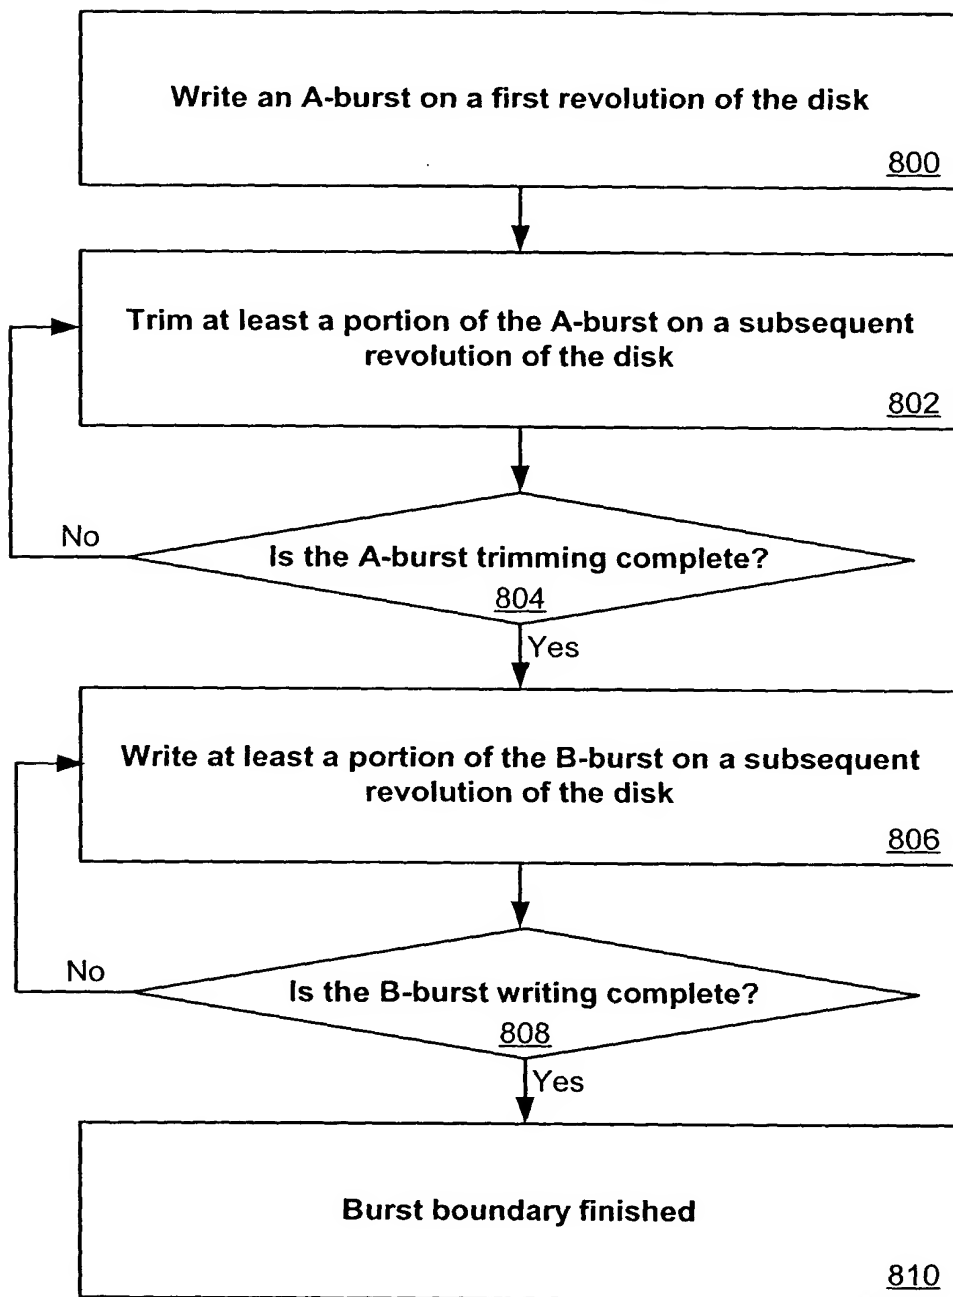 Write an A-burst on a first revolution of the disk
800
Trim at least a portion of the A-burst on a subsequent
revolution of the disk
802
No
Is the A-burst trimming complete?
804
Yes
Write at least a portion of the B-burst on a subsequent
revolution of the disk
806
No
Is the B-burst writing complete?
808
Yes
Burst boundary finished
810